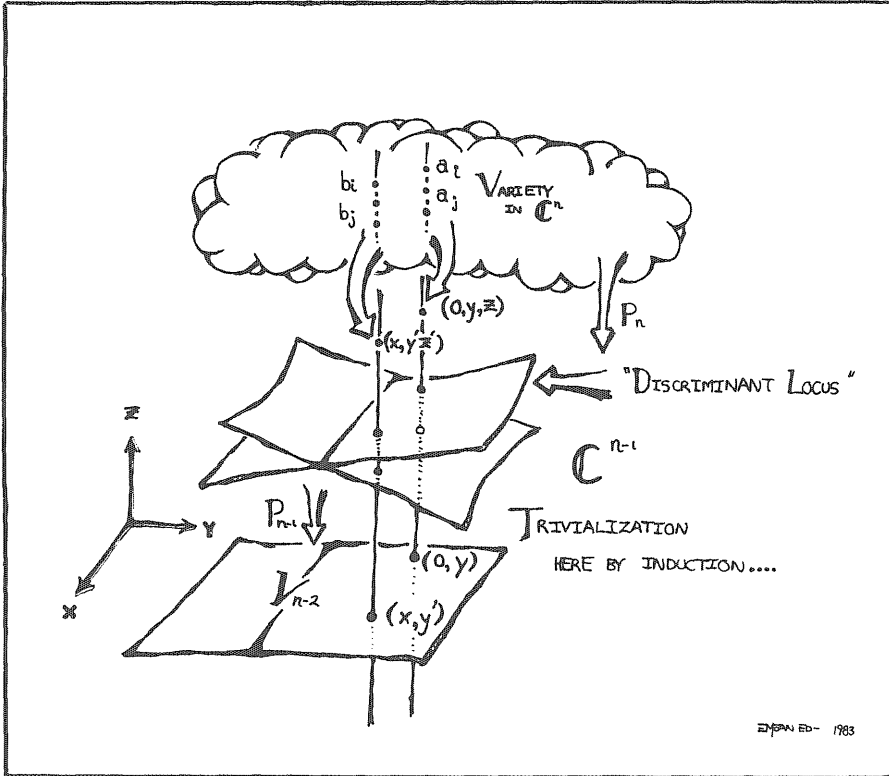 bi
bj
ai
aj
VARIETY
IN ℂⁿ
(0,y,z)
Pn
(x,y'z')
"DISCRIMINANT LOCUS"
ℂⁿ⁻¹
Z
Y
X
Pn-1
TRIVIALIZATION
HERE BY INDUCTION....
(0,y)
Vn-2
(x,y')
1983